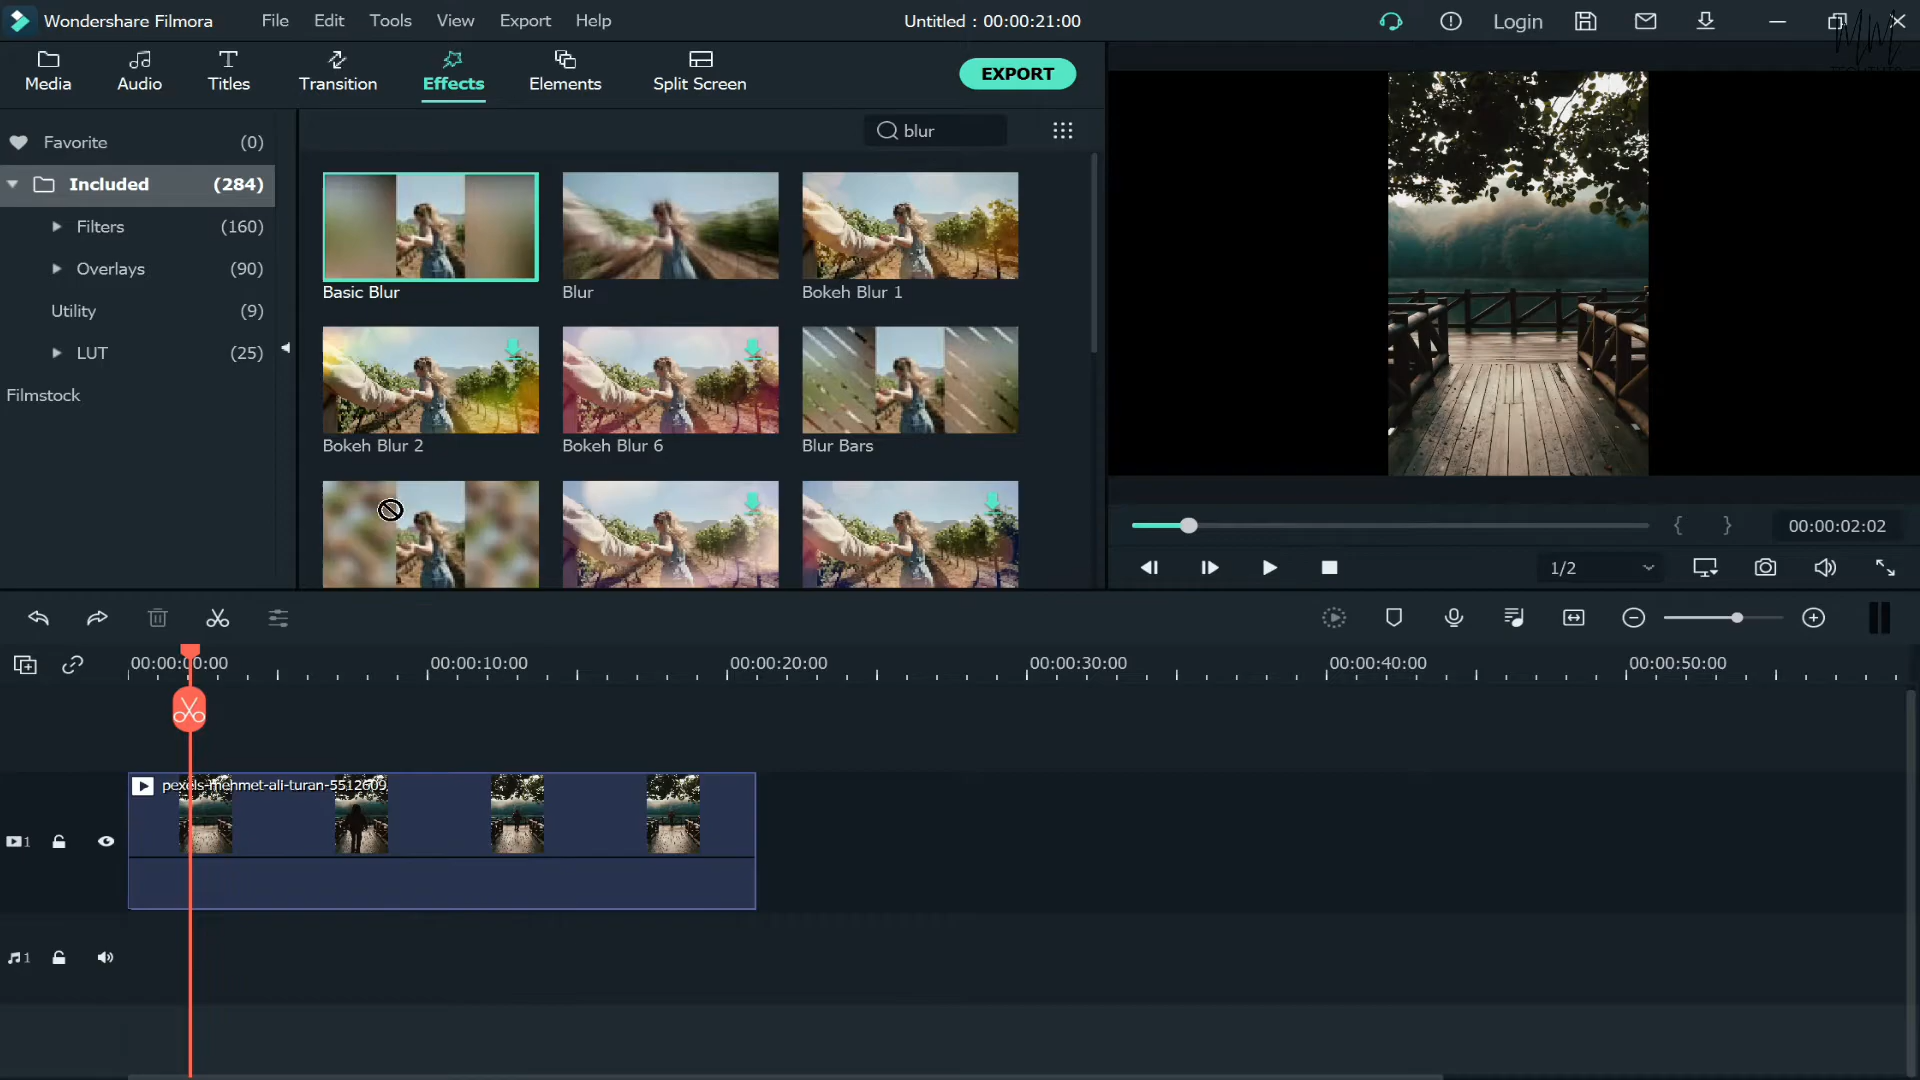 Wondershare Filmora
File
Edit
Tools
View
Export
Help
Untitled : 00:00:21:00
Login
Media
Audio
Titles
Transition
Effects
Elements
Split Screen
EXPORT
Favorite (0)
Included (284)
Filters (160)
Overlays (90)
Utility (9)
LUT (25)
Filmstock
blur
Basic Blur
Blur
Bokeh Blur 1
Bokeh Blur 2
Bokeh Blur 6
Blur Bars
{ }
00:00:02:02
1/2
00:00:00:00
00:00:10:00
00:00:20:00
00:00:30:00
00:00:40:00
00:00:50:00
pexels-mehmet-ali-turan-5512609
1
1